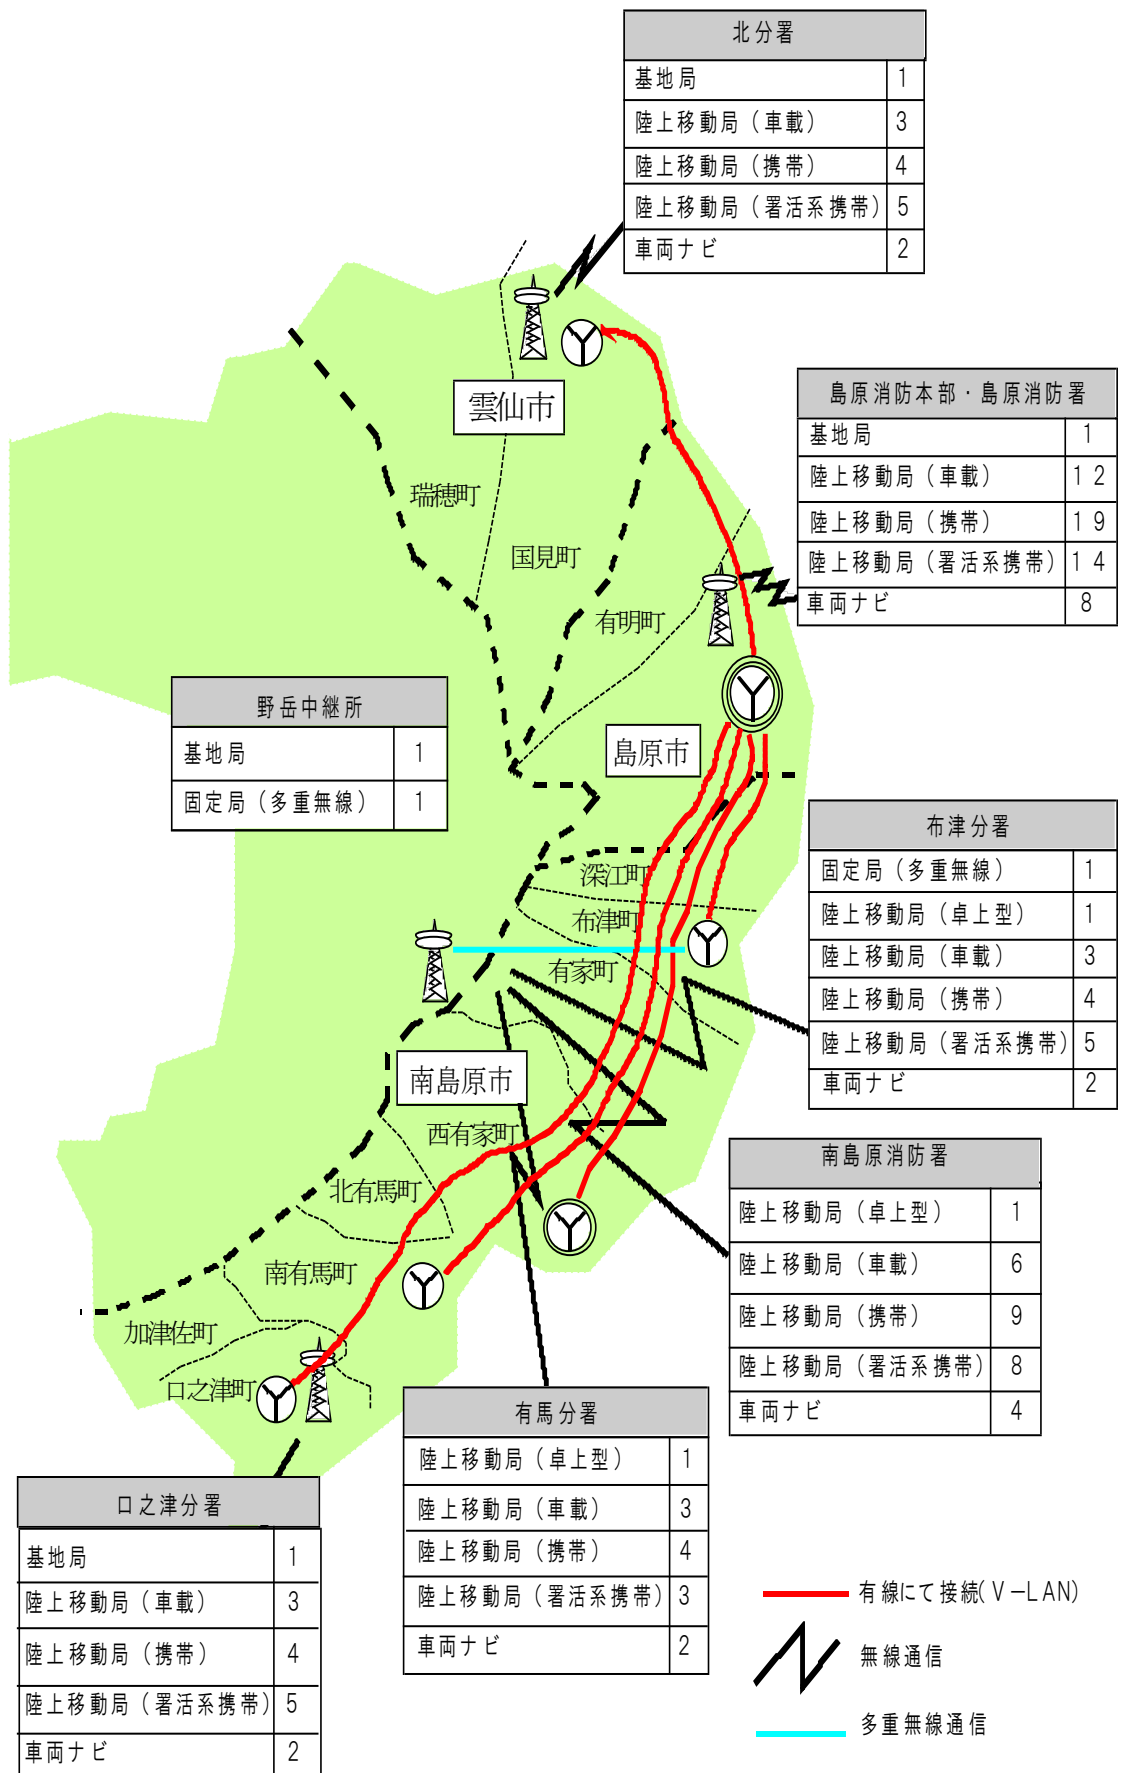 北分署
基地局 1
陸上移動局（車載） 3
陸上移動局（携帯） 4
陸上移動局（署活系携帯） 5
車両ナビ 2
島原消防本部・島原消防署
基地局 1
陸上移動局（車載） 12
陸上移動局（携帯） 19
陸上移動局（署活系携帯） 14
車両ナビ 8
雲仙市
瑞穂町
国見町
有明町
野岳中継所
基地局 1
固定局（多重無線） 1
島原市
布津分署
固定局（多重無線） 1
陸上移動局（卓上型） 1
陸上移動局（車載） 3
陸上移動局（携帯） 4
陸上移動局（署活系携帯） 5
車両ナビ 2
深江町
布津町
有家町
南島原市
西有家町
北有馬町
南有馬町
加津佐町
口之津町
南島原消防署
陸上移動局（卓上型） 1
陸上移動局（車載） 6
陸上移動局（携帯） 9
陸上移動局（署活系携帯） 8
車両ナビ 4
有馬分署
陸上移動局（卓上型） 1
陸上移動局（車載） 3
陸上移動局（携帯） 4
陸上移動局（署活系携帯） 3
車両ナビ 2
口之津分署
基地局 1
陸上移動局（車載） 3
陸上移動局（携帯） 4
陸上移動局（署活系携帯） 5
車両ナビ 2
有線にて接続(Ｖ－ＬＡＮ)
無線通信
多重無線通信